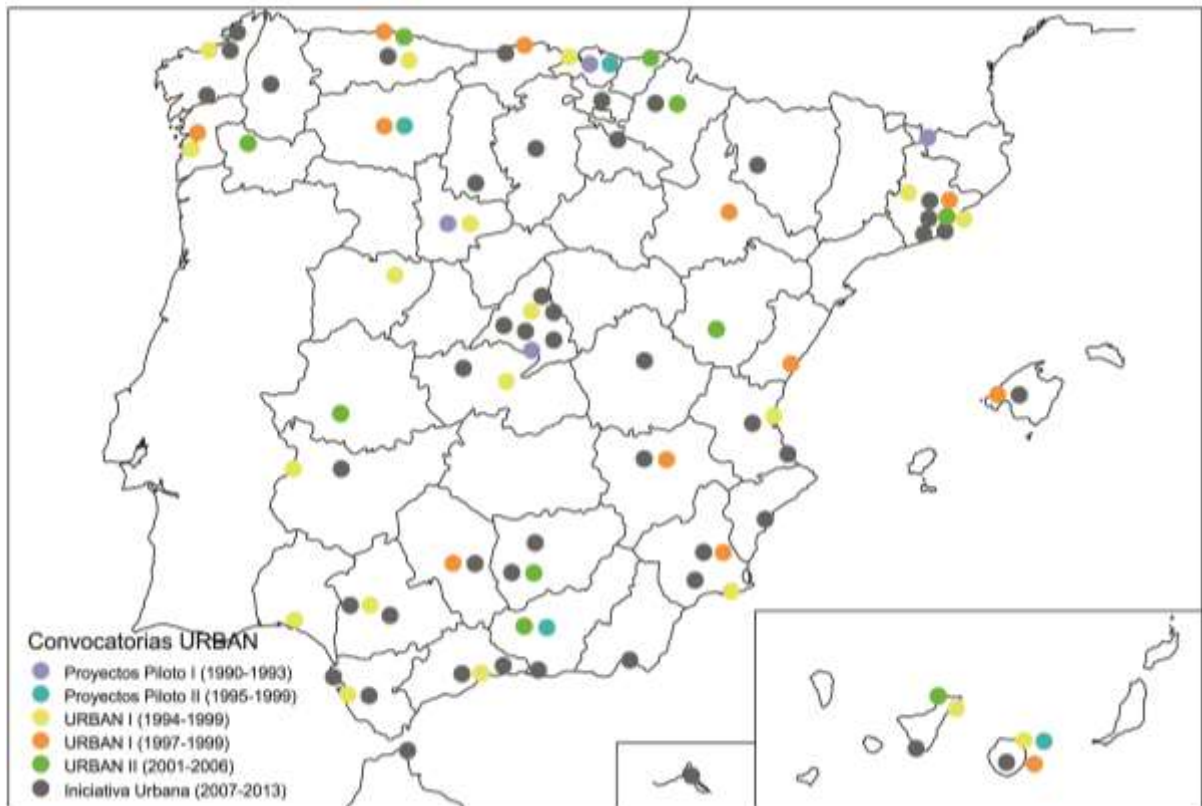 Convocatorias URBAN
Proyectos Piloto I (1990-1993)
Proyectos Piloto II (1995-1999)
URBAN I (1994-1999)
URBAN I (1997-1999)
URBAN II (2001-2006)
Iniciativa Urbana (2007-2013)